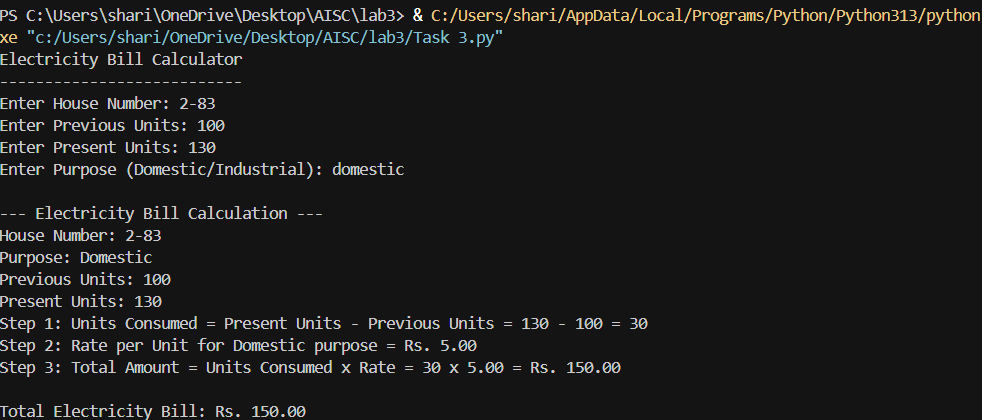 PS C:\Users\shari\OneDrive\Desktop\AISC\lab3> & C:/Users/shari/AppData/Local/Programs/Python/Python313/python
xe "c:/Users/shari/OneDrive/Desktop/AISC/lab3/Task 3.py"
Electricity Bill Calculator
---------------------------
Enter House Number: 2-83
Enter Previous Units: 100
Enter Present Units: 130
Enter Purpose (Domestic/Industrial): domestic

--- Electricity Bill Calculation ---
House Number: 2-83
Purpose: Domestic
Previous Units: 100
Present Units: 130
Step 1: Units Consumed = Present Units - Previous Units = 130 - 100 = 30
Step 2: Rate per Unit for Domestic purpose = Rs. 5.00
Step 3: Total Amount = Units Consumed x Rate = 30 x 5.00 = Rs. 150.00

Total Electricity Bill: Rs. 150.00